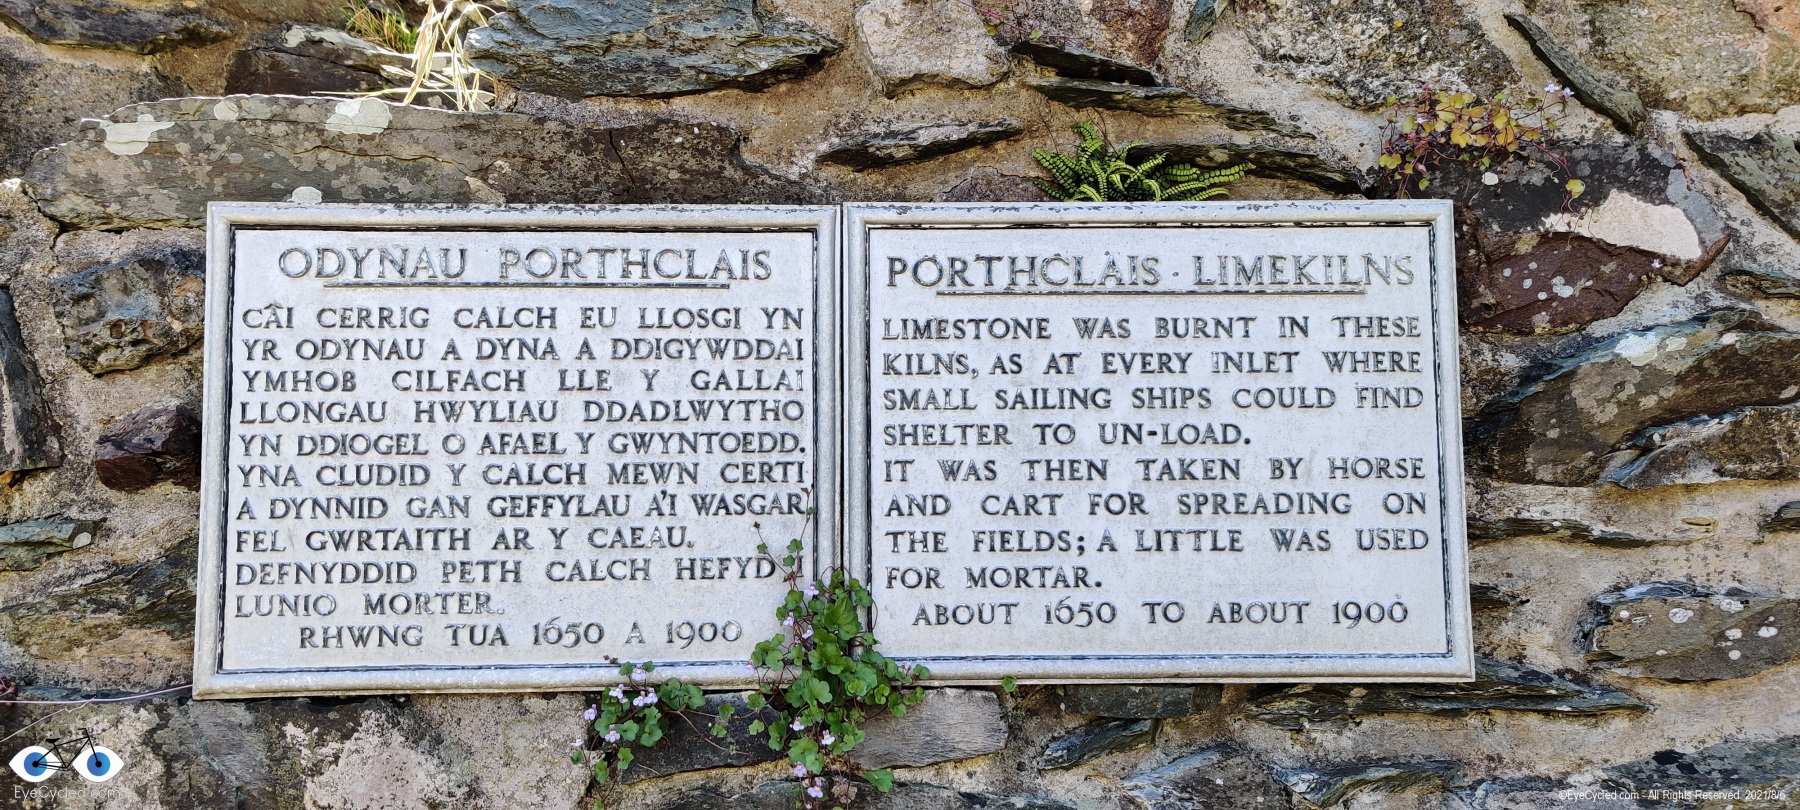 ODYNAU PORTHCLAIS
CÂI CERRIG CALCH EU LLOSGI YN
YR ODYNAU A DYNA A DDIGYWDDAI
YMHOB CILFACH LLE Y GALLAI
LLONGAU HWYLIAU DDADLWYTHO
YN DDIOGEL O AFAEL Y GWYNTOEDD.
YNA CLUDID Y CALCH MEWN CERTI
A DYNNID GAN GEFFYLAU A'I WASGAR
FEL GWRTAITH AR Y CAEAU.
DEFNYDDID PETH CALCH HEFYD I
LUNIO MORTER.
RHWNG TUA 1650 A 1900
PORTHCLAIS · LIMEKILNS
LIMESTONE WAS BURNT IN THESE
KILNS, AS AT EVERY INLET WHERE
SMALL SAILING SHIPS COULD FIND
SHELTER TO UN-LOAD.
IT WAS THEN TAKEN BY HORSE
AND CART FOR SPREADING ON
THE FIELDS; A LITTLE WAS USED
FOR MORTAR.
ABOUT 1650 TO ABOUT 1900
EyeCycled.com
©EyeCycled.com - All Rights Reserved. 2021/8/6